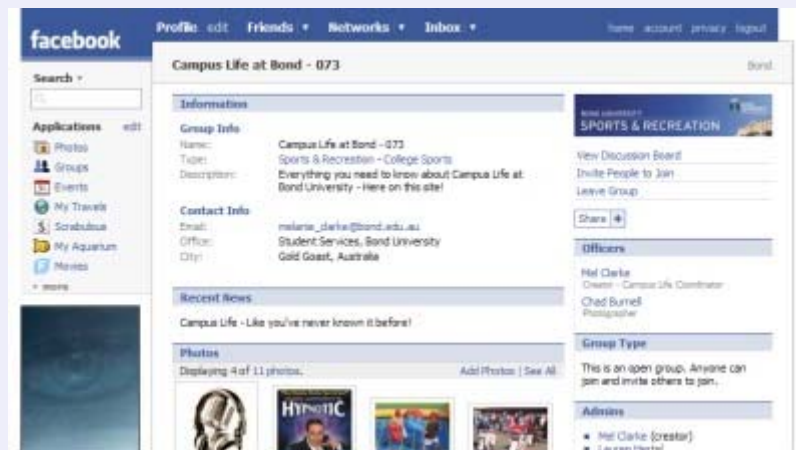 facebook
Profile edit Friends Networks Inbox
home account privacy logout
Search
Applications edit
Photos
Groups
Events
My Travels
Scrabulous
My Aquarium
Movies
more
Campus Life at Bond - 073
Bond
Information
Group Info
Name: Campus Life at Bond - 073
Type: Sports & Recreation - College Sports
Description: Everything you need to know about Campus Life at
Bond University - Here on this site!
Contact Info
Email: melanie_clarke@bond.edu.au
Office: Student Services, Bond University
City: Gold Coast, Australia
Recent News
Campus Life - Like you've never known it before!
Photos
Displaying 4 of 11 photos. Add Photos | See All
HYPNOTIC
BOND UNIVERSITY
SPORTS & RECREATION
View Discussion Board
Invite People to Join
Leave Group
Share +
Officers
Mel Clarke
Creator - Campus Life Coordinator
Chad Burnell
Photographer
Group Type
This is an open group. Anyone can
join and invite others to join.
Admins
Mel Clarke (creator)